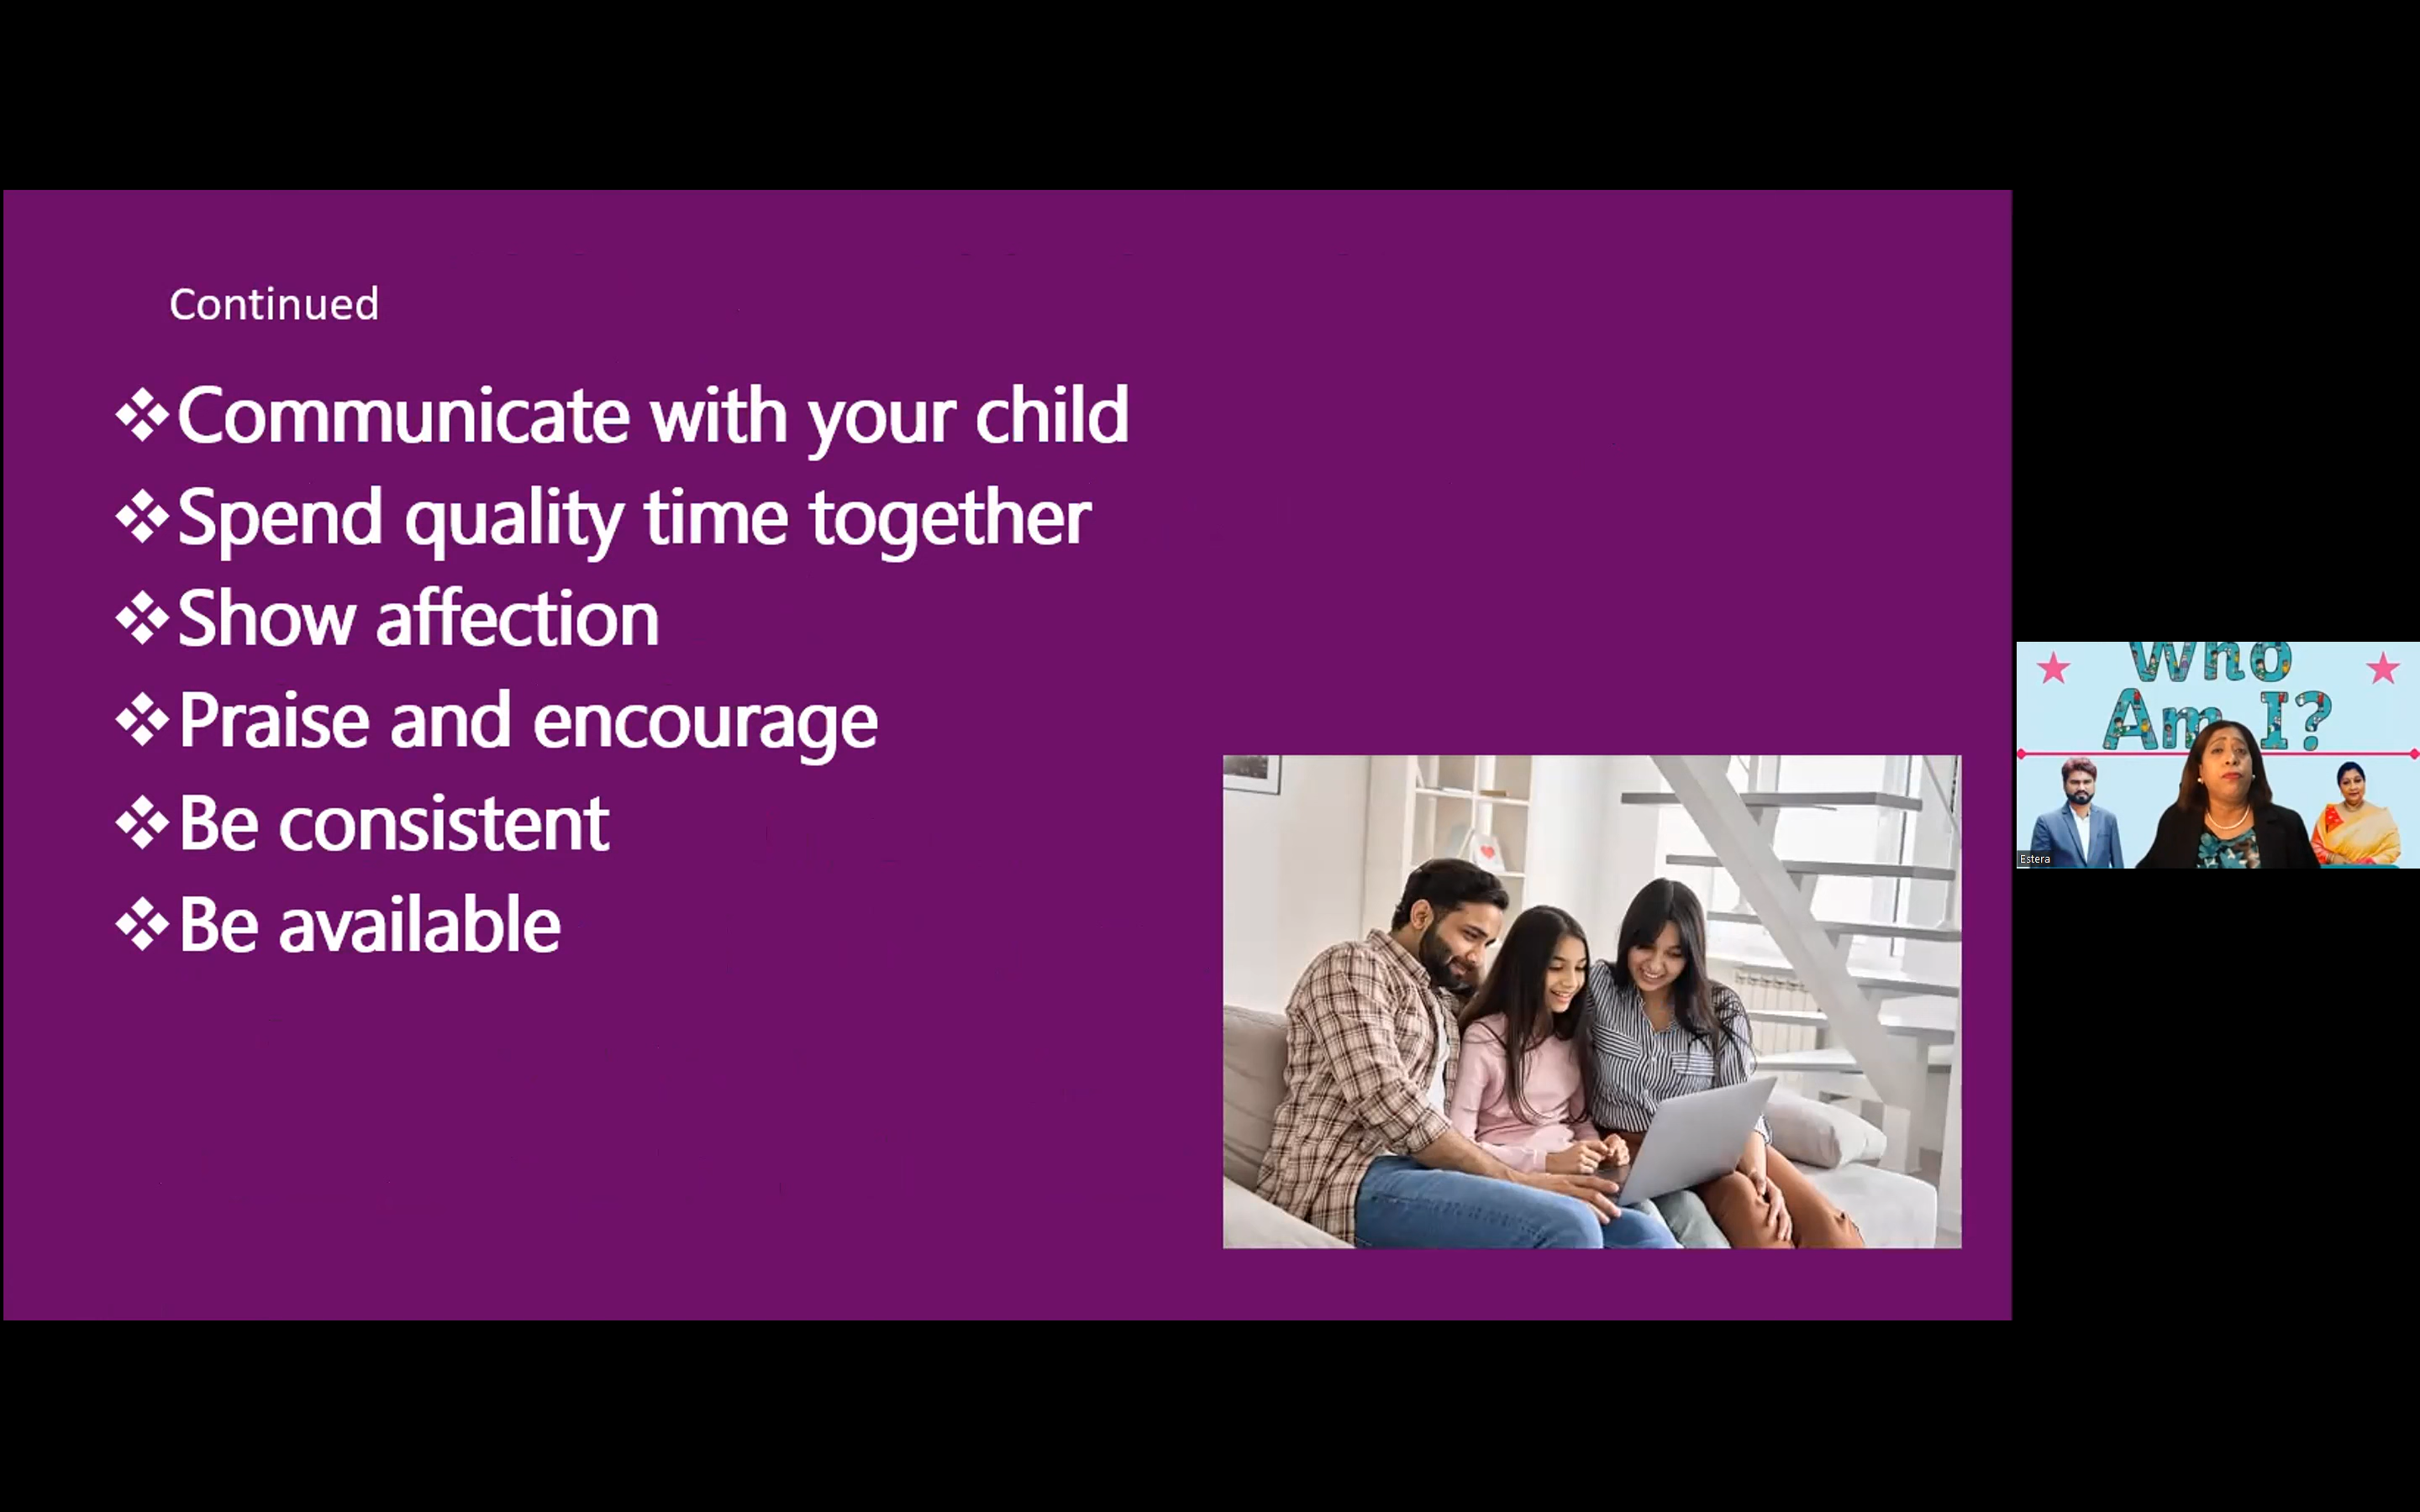 Continued
❖Communicate with your child
❖Spend quality time together
❖Show affection
❖Praise and encourage
❖Be consistent
❖Be available
Who
Am I?
Estera